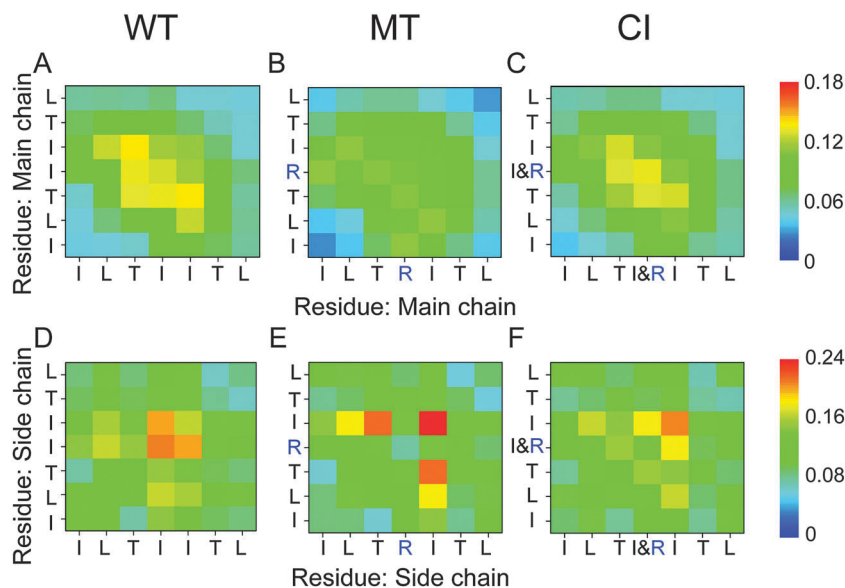 WT MT CI
A B C
Residue: Main chain
L
T
I
I
T
L
I
L
T
I
R
T
L
I
L
T
I
I&R
T
L
I
0.18
0.12
0.06
0
I L T I I T L
I L T R I T L
I L T I&R I T L
Residue: Main chain
D E F
Residue: Side chain
L
T
I
I
T
L
I
L
T
I
R
T
L
I
L
T
I
I&R
T
L
I
0.24
0.16
0.08
0
I L T I I T L
I L T R I T L
I L T I&R I T L
Residue: Side chain